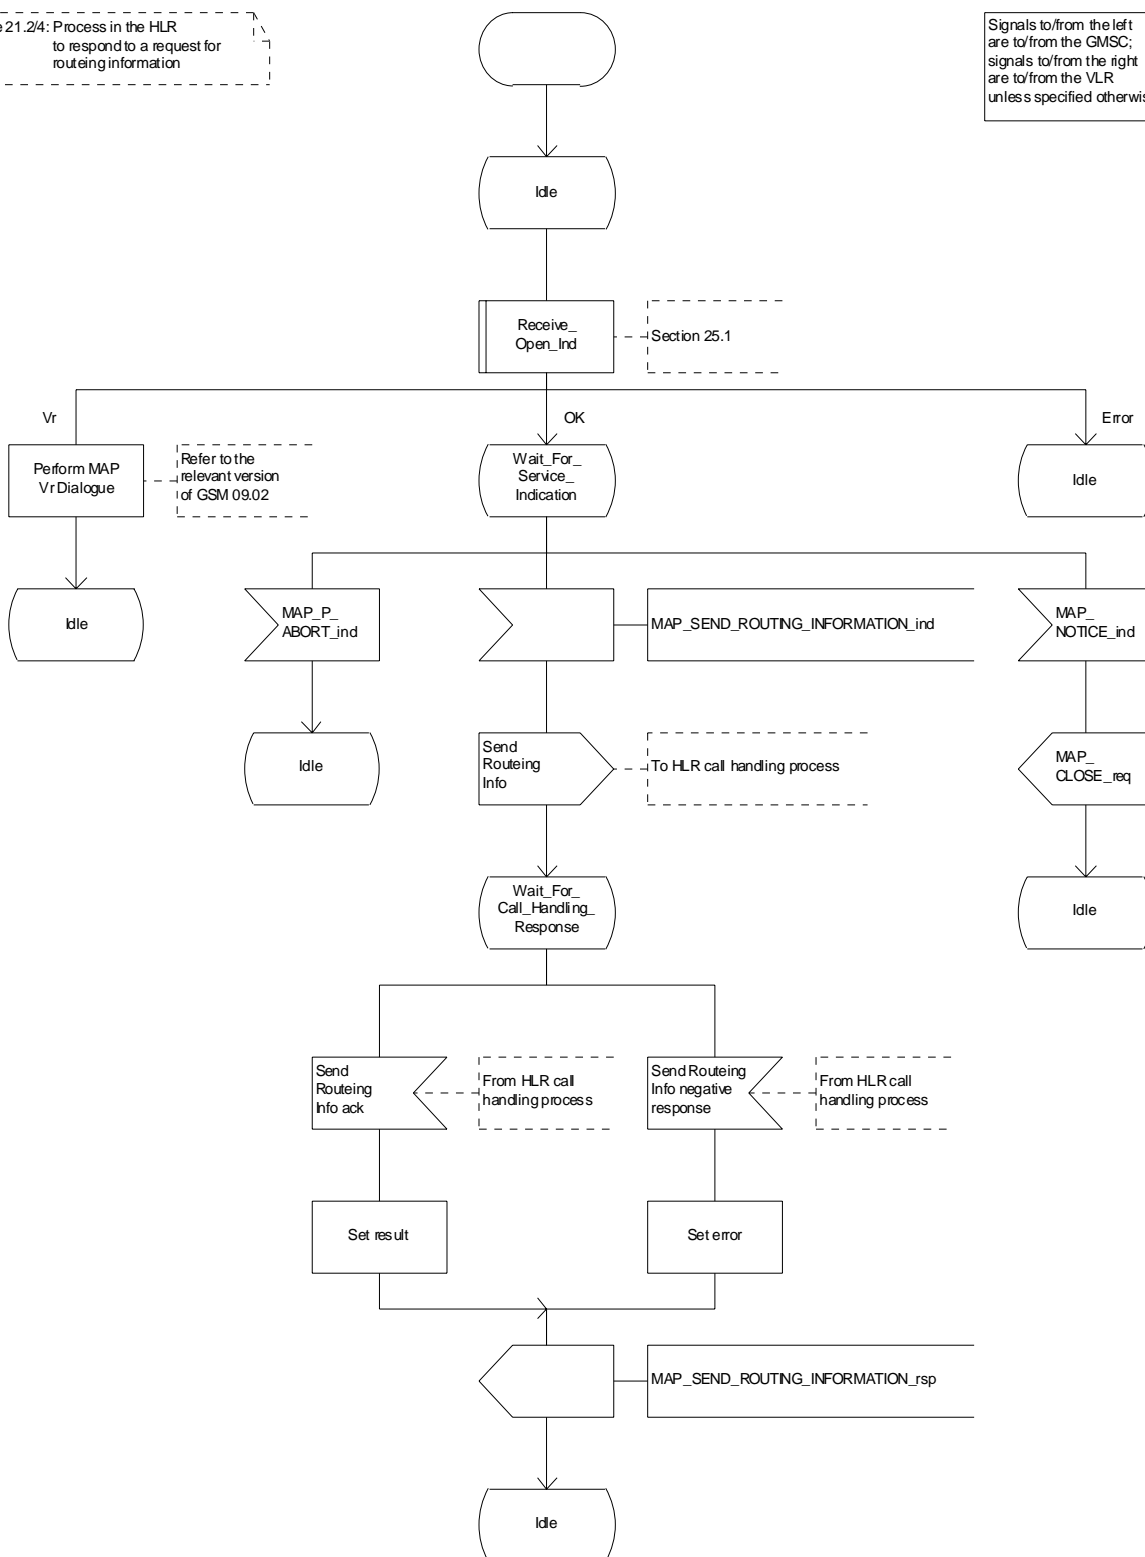 e 21.2/4: Process in the HLR
to respond to a request for
routeing information
Signals to/from the left
are to/from the GMSC;
signals to/from the right
are to/from the VLR
unless specified otherwis
Idle
Receive_
Open_Ind
Section 25.1
Vr
OK
Error
Perform MAP
Vr Dialogue
Refer to the
relevant version
of GSM 09.02
Wait_For_
Service_
Indication
Idle
Idle
MAP_P_
ABORT_ind
MAP_SEND_ROUTING_INFORMATION_ind
MAP_
NOTICE_ind
Idle
Send
Routeing
Info
To HLR call handling process
MAP_
CLOSE_req
Wait_For_
Call_Handling_
Response
Idle
Send
Routeing
Info ack
From HLR call
handling process
Send Routeing
Info negative
response
From HLR call
handling process
Set result
Set error
MAP_SEND_ROUTING_INFORMATION_rsp
Idle